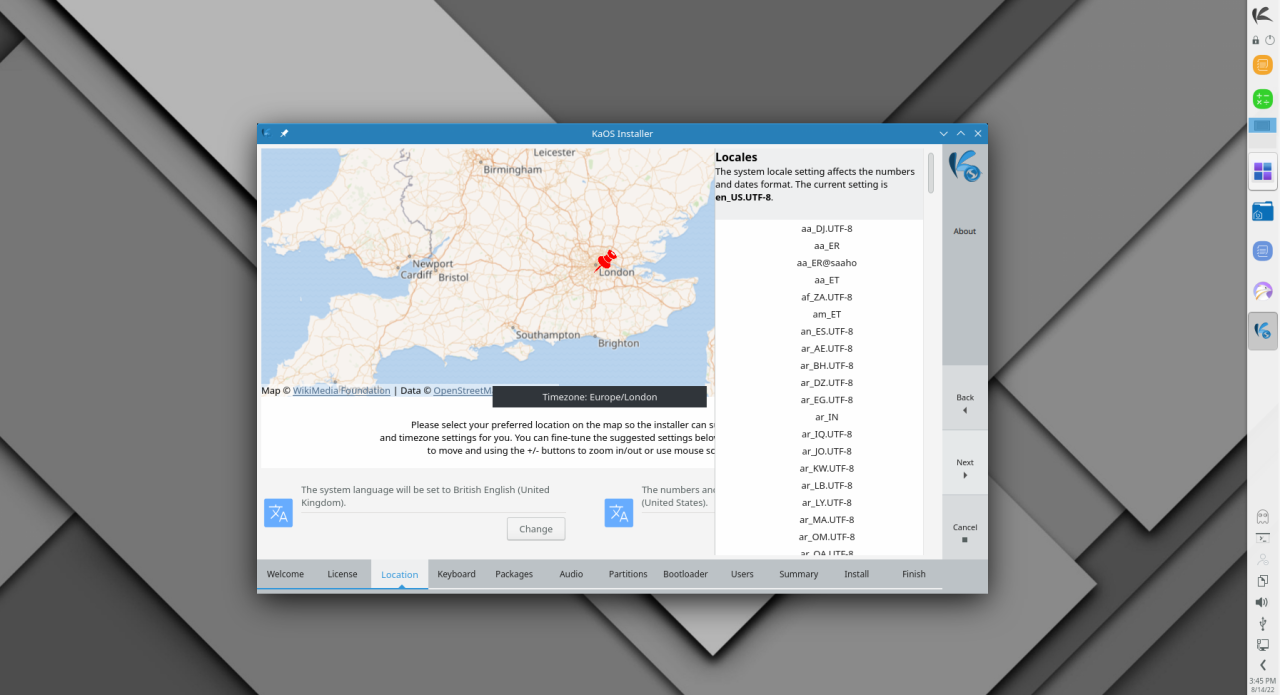 KaOS Installer
Leicester
Birmingham
Newport
Cardiff
Bristol
London
Southampton
Brighton
Map © WikiMedia Foundation | Data © OpenStreetM
Timezone: Europe/London
Please select your preferred location on the map so the installer can s
and timezone settings for you. You can fine-tune the suggested settings belo
to move and using the +/- buttons to zoom in/out or use mouse sc
The system language will be set to British English (United
Kingdom).
Change
The numbers an
(United States).
Locales
The system locale setting affects the numbers
and dates format. The current setting is
en_US.UTF-8.
aa_DJ.UTF-8
aa_ER
aa_ER@saaho
aa_ET
af_ZA.UTF-8
am_ET
an_ES.UTF-8
ar_AE.UTF-8
ar_BH.UTF-8
ar_DZ.UTF-8
ar_EG.UTF-8
ar_IN
ar_IQ.UTF-8
ar_JO.UTF-8
ar_KW.UTF-8
ar_LB.UTF-8
ar_LY.UTF-8
ar_MA.UTF-8
ar_OM.UTF-8
ar_QA.UTF-8
About
Back
Next
Cancel
Welcome License Location Keyboard Packages Audio Partitions Bootloader Users Summary Install Finish
3:45 PM
8/14/22